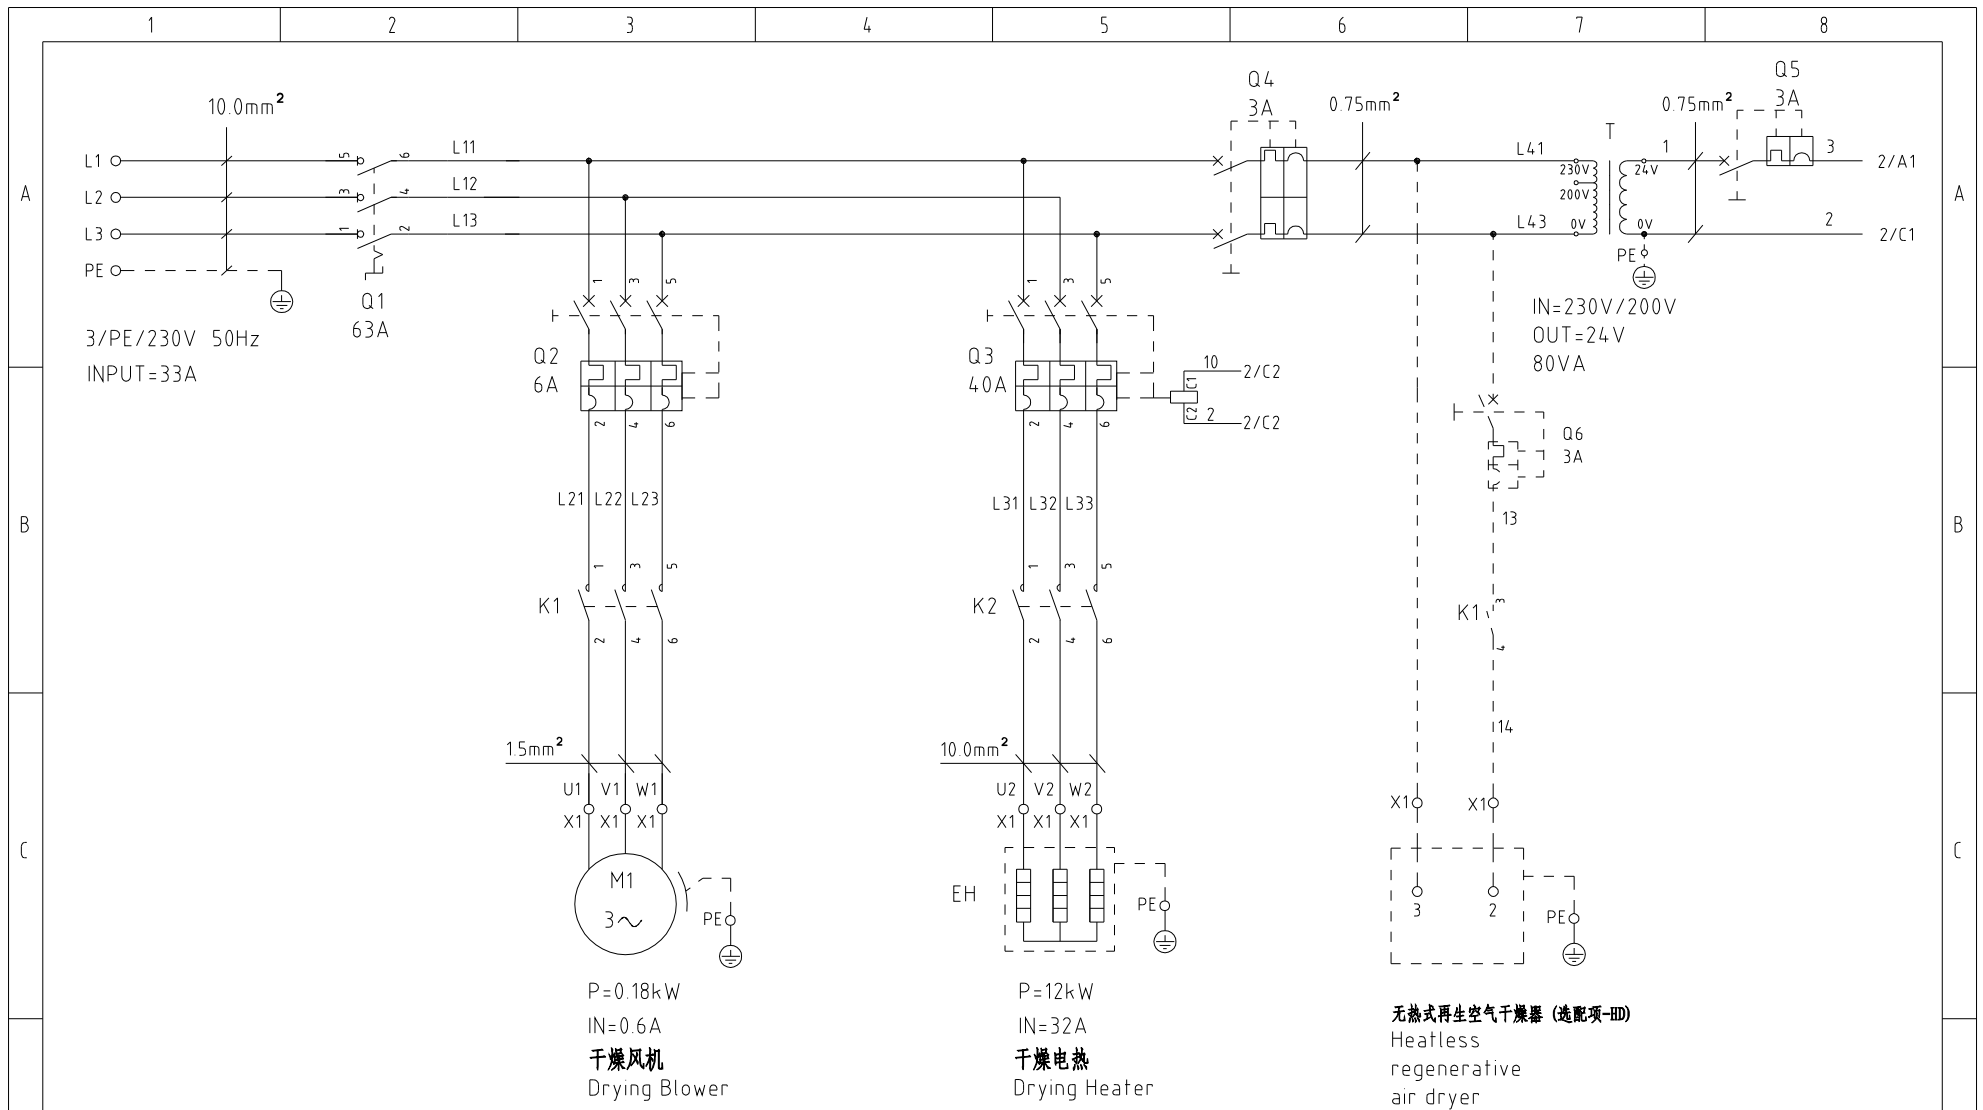 1 2 3 4 5 6 7 8
A
B
C
A
B
C
10.0mm²
L1
L2
L3
PE
3/PE/230V 50Hz
INPUT=33A
5 6
3 4
1 2
Q1
63A
L11
L12
L13
1 3 5
Q2
6A
2 4 6
L21 L22 L23
1 3 5
K1
2 4 6
1.5mm²
U1 V1 W1
X1 X1 X1
M1
3~
PE
P=0.18kW
IN=0.6A
干燥风机
Drying Blower
1 3 5
Q3
40A
2 4 6
10
2/C2
C1
C2
2
2/C2
L31 L32 L33
1 3 5
K2
2 4 6
10.0mm²
U2 V2 W2
X1 X1 X1
EH
PE
P=12kW
IN=32A
干燥电热
Drying Heater
Q4
3A
0.75mm²
L41
L43
T
230V
200V
0V
24V
0V
PE
IN=230V/200V
OUT=24V
80VA
1
0.75mm²
Q5
3A
3
2/A1
2
2/C1
Q6
3A
13
3
K1
4
14
X1 X1
3 2
PE
无热式再生空气干燥器 (选配项-HD)
Heatless
regenerative
air dryer